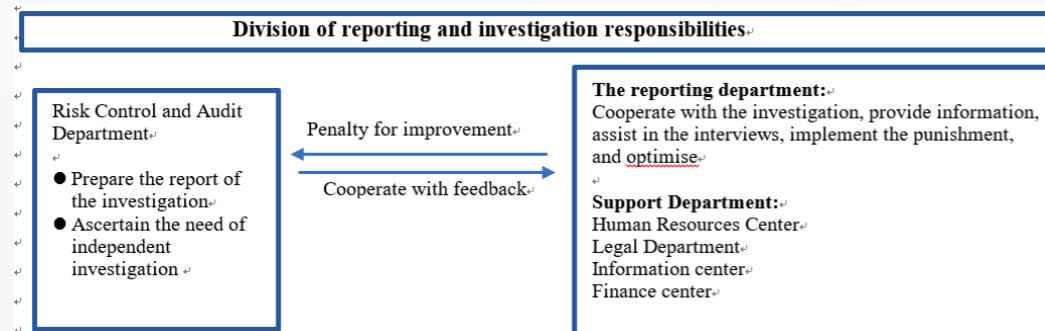 Division of reporting and investigation responsibilities
Risk Control and Audit
Department
● Prepare the report of
the investigation
● Ascertain the need of
independent
investigation
Penalty for improvement
Cooperate with feedback
The reporting department:
Cooperate with the investigation, provide information,
assist in the interviews, implement the punishment,
and optimise
Support Department:
Human Resources Center
Legal Department
Information center
Finance center